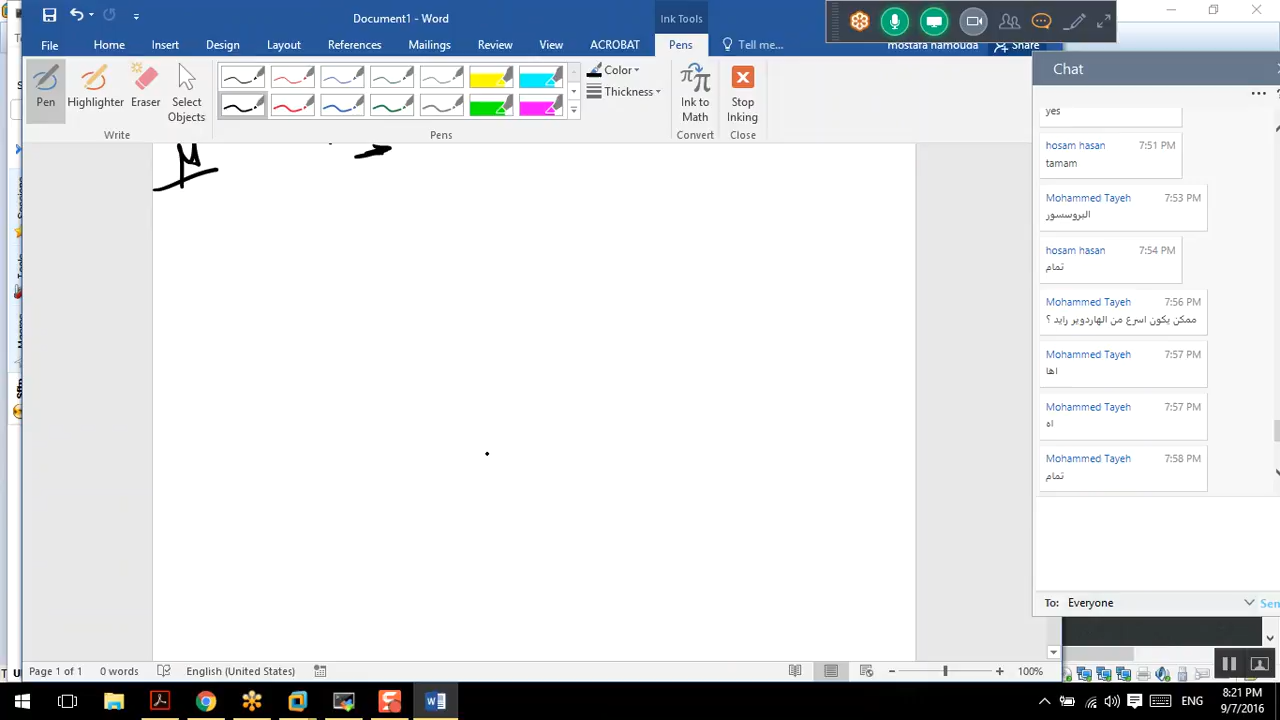 Document1 - Word
Ink Tools
mostafa hamouda
File
Home
Insert
Design
Layout
References
Mailings
Review
View
ACROBAT
Pens
Tell me...
Share
Pen
Highlighter
Eraser
Select Objects
Color
Thickness
Ink to Math
Stop Inking
Write
Pens
Convert
Close
Chat
yes
hosam hasan 7:51 PM
tamam
Mohammed Tayeh 7:53 PM
البروسسور
hosam hasan 7:54 PM
تمام
Mohammed Tayeh 7:56 PM
ممكن يكون اسرع من الهاردوير رايد ؟
Mohammed Tayeh 7:57 PM
اها
Mohammed Tayeh 7:57 PM
اه
Mohammed Tayeh 7:58 PM
تمام
To: Everyone
Sen
Sessions
Tools
Macros
Sftp
Page 1 of 1
0 words
English (United States)
100%
ENG
8:21 PM
9/7/2016